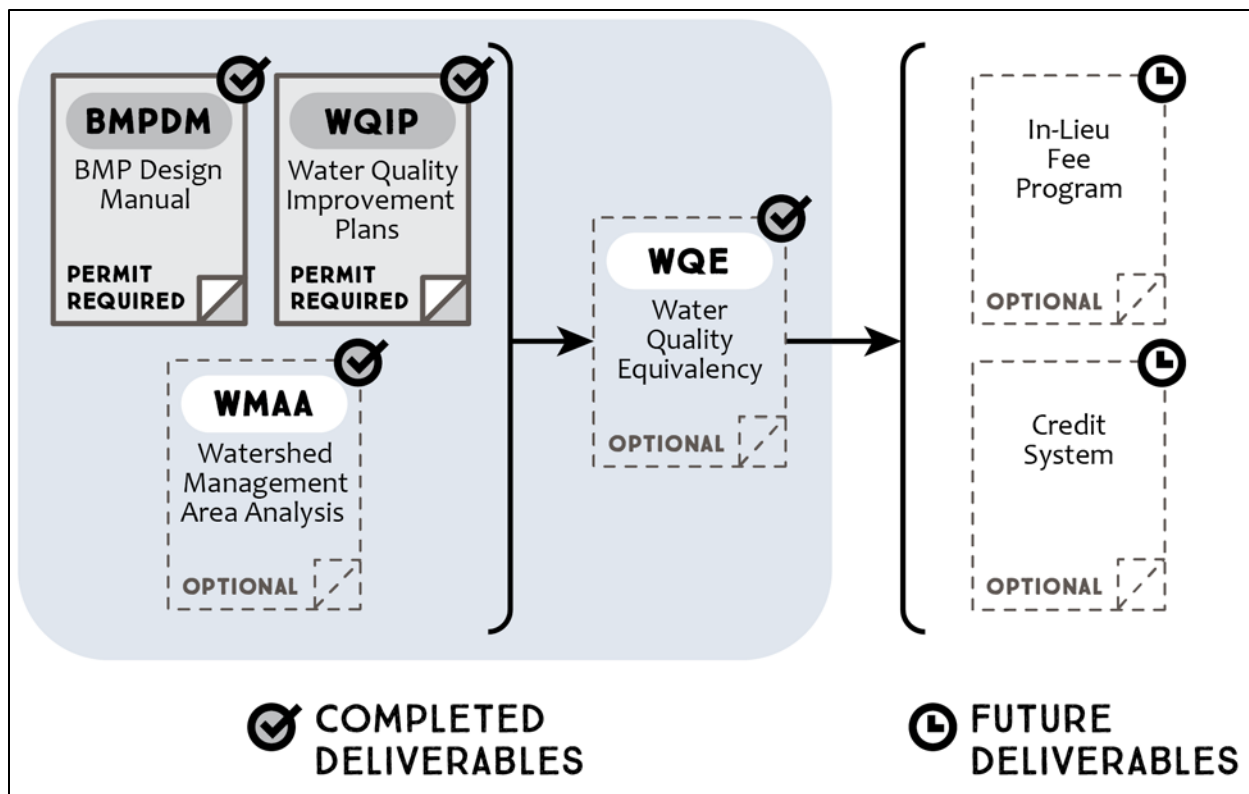 BMPDM
BMP Design
Manual
PERMIT
REQUIRED
WQIP
Water Quality
Improvement
Plans
PERMIT
REQUIRED
WMAA
Watershed
Management
Area Analysis
OPTIONAL
WQE
Water
Quality
Equivalency
OPTIONAL
In-Lieu
Fee
Program
OPTIONAL
Credit
System
OPTIONAL
COMPLETED
DELIVERABLES
FUTURE
DELIVERABLES